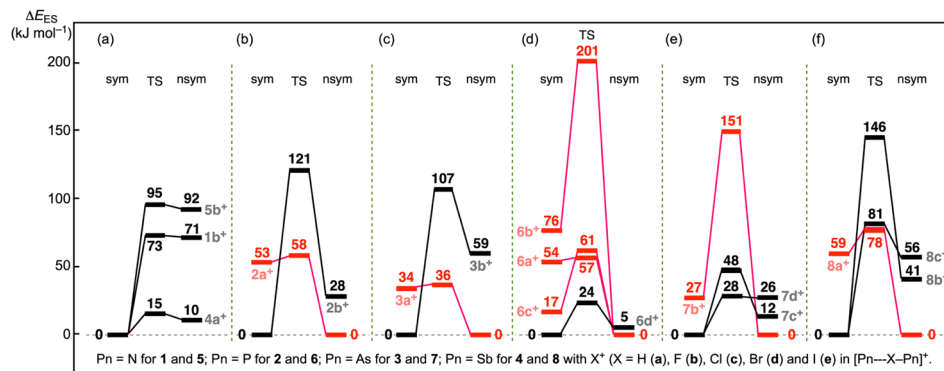 ΔE_ES
(kJ mol⁻¹)
TS
(a) (b) (c) (d) (e) (f)
201
200
sym TS nsym sym TS nsym sym TS nsym sym nsym sym TS nsym sym TS nsym
151
146
150
121
107
100
95 92 5b⁺
73 71 1b⁺
15 10 4a⁺
53 2a⁺ 58 28 2b⁺
34 3a⁺ 36 59 3b⁺
76 6b⁺
54 6a⁺ 61 57
17 6c⁺ 24 5 6d⁺
27 7b⁺ 48 28 26 7d⁺ 12 7c⁺
59 8a⁺ 81 78 56 8c⁺ 41 8b⁺
50
0 0 0 0 0 0 0 0 0 0 0 0
Pn = N for 1 and 5; Pn = P for 2 and 6; Pn = As for 3 and 7; Pn = Sb for 4 and 8 with X⁺ (X = H (a), F (b), Cl (c), Br (d) and I (e) in [Pn---X–Pn]⁺.